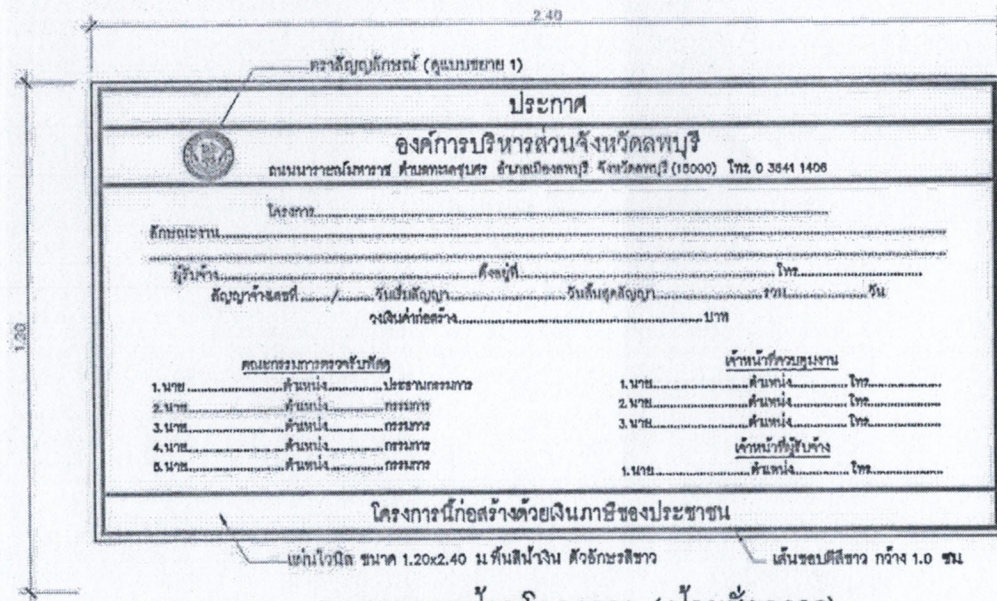 2.40
ตราสัญญลักษณ์ (ดูแบบขยาย 1)
1.20
ประกาศ
องค์การบริหารส่วนจังหวัดลพบุรี
ถนนนารายณ์มหาราช ตำบลทะเลชุบศร อำเภอเมืองลพบุรี จังหวัดลพบุรี (15000) โทร. 0 3641 1406
โครงการ
ลักษณะงาน
ผู้รับจ้าง ตั้งอยู่ที่ โทร.
สัญญาจ้างเลขที่ / วันเริ่มสัญญา วันสิ้นสุดสัญญา รวม วัน
วงเงินค่าก่อสร้าง บาท
คณะกรรมการตรวจรับพัสดุ
1. นาย ตำแหน่ง ประธานกรรมการ
2. นาย ตำแหน่ง กรรมการ
3. นาย ตำแหน่ง กรรมการ
4. นาย ตำแหน่ง กรรมการ
5. นาย ตำแหน่ง กรรมการ
เจ้าหน้าที่ควบคุมงาน
1. นาย ตำแหน่ง โทร.
2. นาย ตำแหน่ง โทร.
3. นาย ตำแหน่ง โทร.
เจ้าหน้าที่ผู้รับจ้าง
1. นาย ตำแหน่ง โทร.
โครงการนี้ก่อสร้างด้วยเงินภาษีของประชาชน
แผ่นไวนิล ขนาด 1.20x2.40 ม. พื้นสีน้ำเงิน ตัวอักษรสีขาว
เส้นขอบตีสีขาว กว้าง 1.0 ซม.